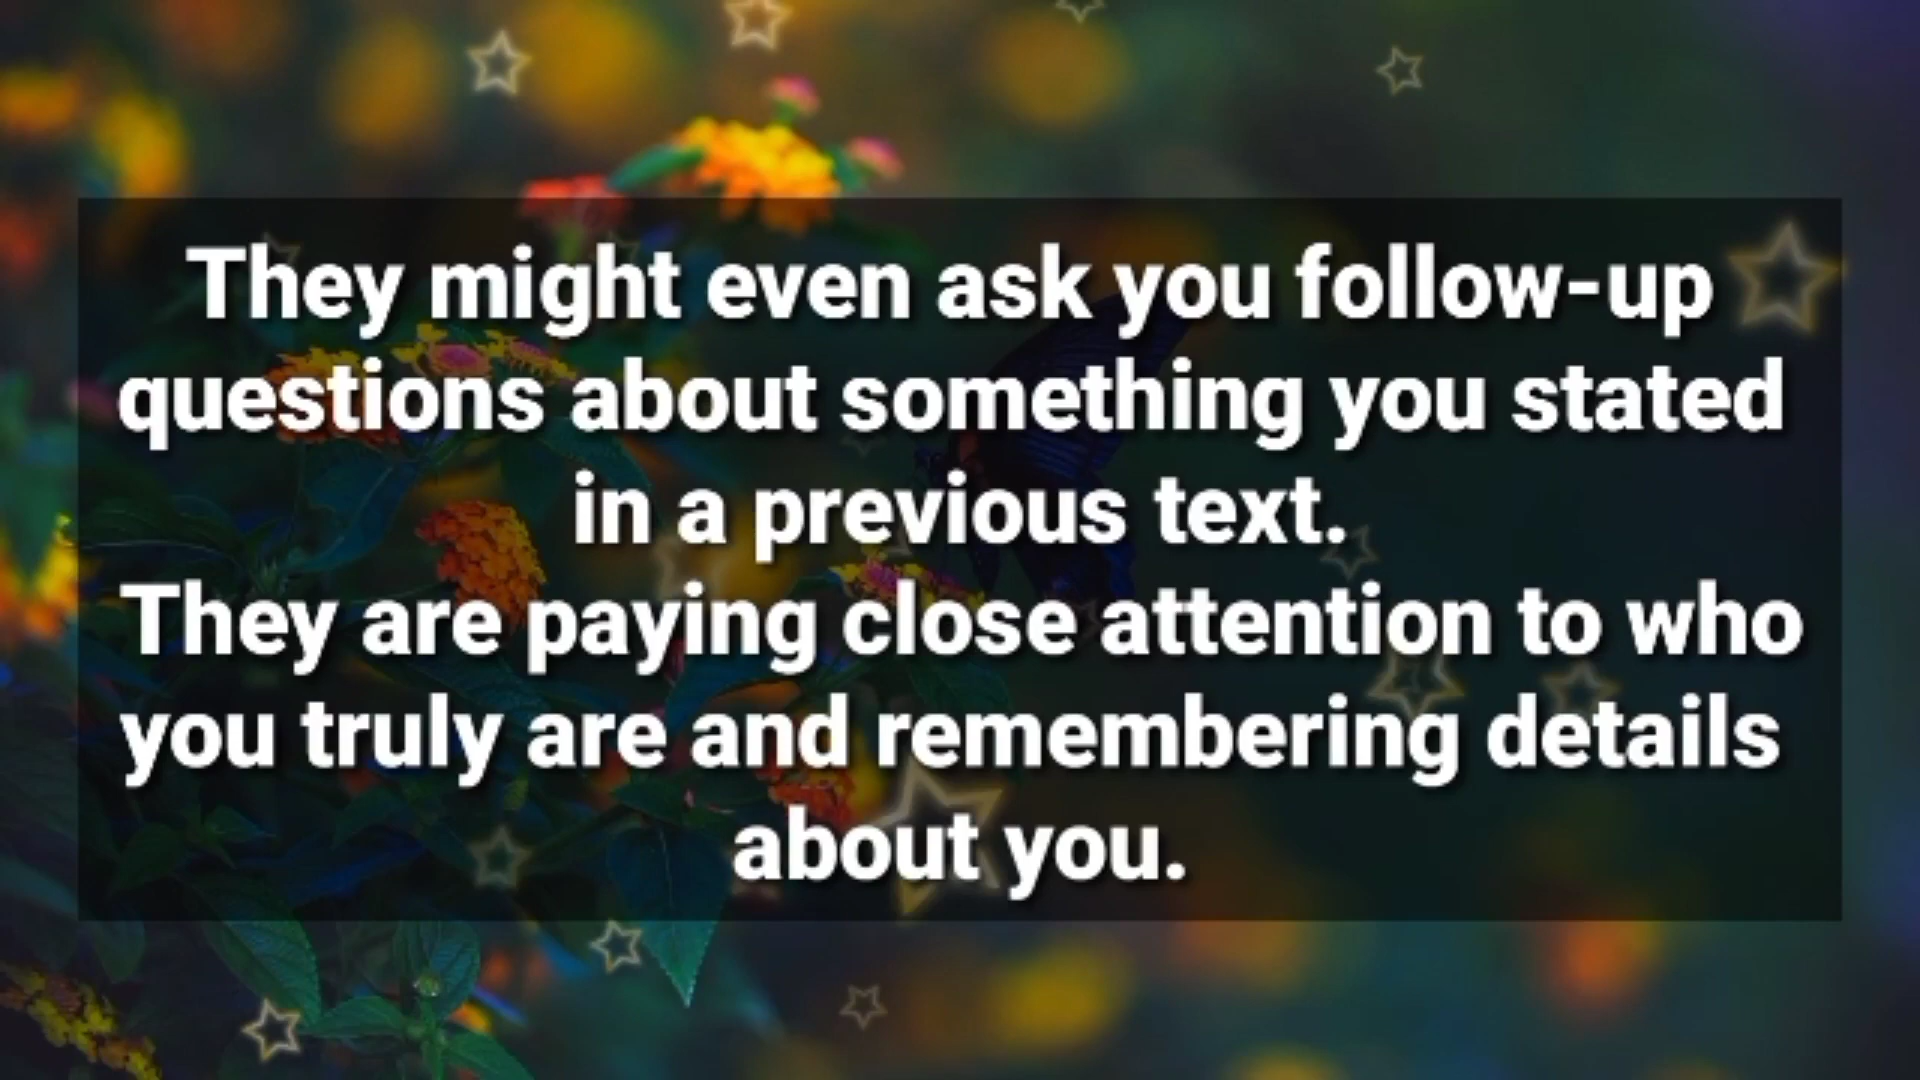 They might even ask you follow-up
questions about something you stated
in a previous text.
They are paying close attention to who
you truly are and remembering details
about you.